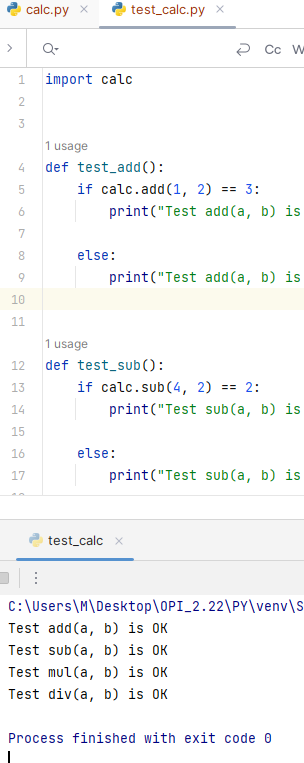 calc.py
test_calc.py
Cc
W
1 import calc
2
3
1 usage
4 def test_add():
5 if calc.add(1, 2) == 3:
6 print("Test add(a, b) is
7
8 else:
9 print("Test add(a, b) is
10
11
1 usage
12 def test_sub():
13 if calc.sub(4, 2) == 2:
14 print("Test sub(a, b) is
15
16 else:
17 print("Test sub(a, b) is
test_calc
C:\Users\M\Desktop\OPI_2.22\PY\venv\S
Test add(a, b) is OK
Test sub(a, b) is OK
Test mul(a, b) is OK
Test div(a, b) is OK
Process finished with exit code 0